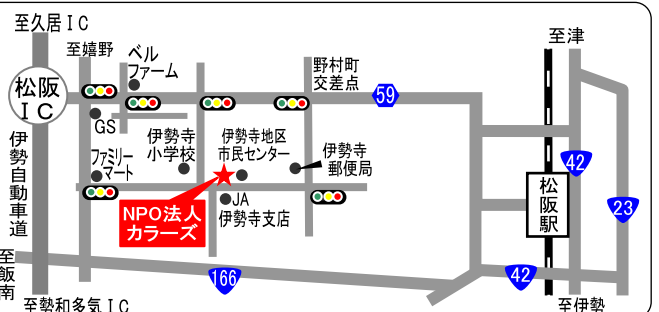 至久居IC
至嬉野
ベル
ファーム
野村町
交差点
至津
松阪
IC
59
GS
伊勢寺
小学校
伊勢寺地区
市民センター
伊勢寺
郵便局
42
伊勢自動車道
ファミリー
マート
松阪駅
23
NPO法人
カラーズ
JA
伊勢寺支店
至飯南
166
42
至勢和多気IC
至伊勢